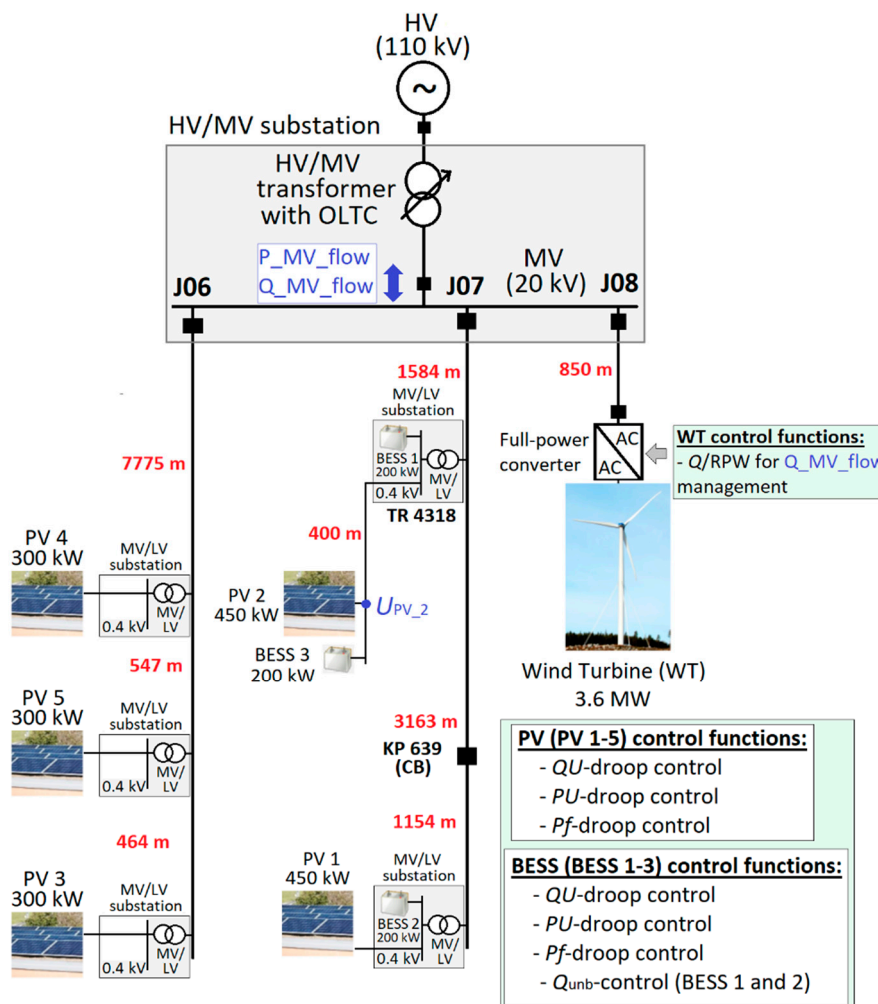 HV
(110 kV)
~
HV/MV substation
HV/MV
transformer
with OLTC
P_MV_flow
Q_MV_flow
MV
(20 kV)
J06
J07
J08
7775 m
PV 4
300 kW
MV/LV
substation
0.4 kV
MV/
LV
547 m
PV 5
300 kW
MV/LV
substation
0.4 kV
MV/
LV
464 m
PV 3
300 kW
MV/LV
substation
0.4 kV
MV/
LV
1584 m
MV/LV
substation
BESS 1
200 kW
0.4 kV
MV/
LV
TR 4318
400 m
PV 2
450 kW
UPV_2
BESS 3
200 kW
3163 m
KP 639
(CB)
1154 m
PV 1
450 kW
MV/LV
substation
BESS 2
200 kW
0.4 kV
MV/
LV
850 m
Full-power
converter
AC
AC
WT control functions:
- Q/RPW for Q_MV_flow
management
Wind Turbine (WT)
3.6 MW
PV (PV 1-5) control functions:
- QU-droop control
- PU-droop control
- Pf-droop control
BESS (BESS 1-3) control functions:
- QU-droop control
- PU-droop control
- Pf-droop control
- Qunb-control (BESS 1 and 2)